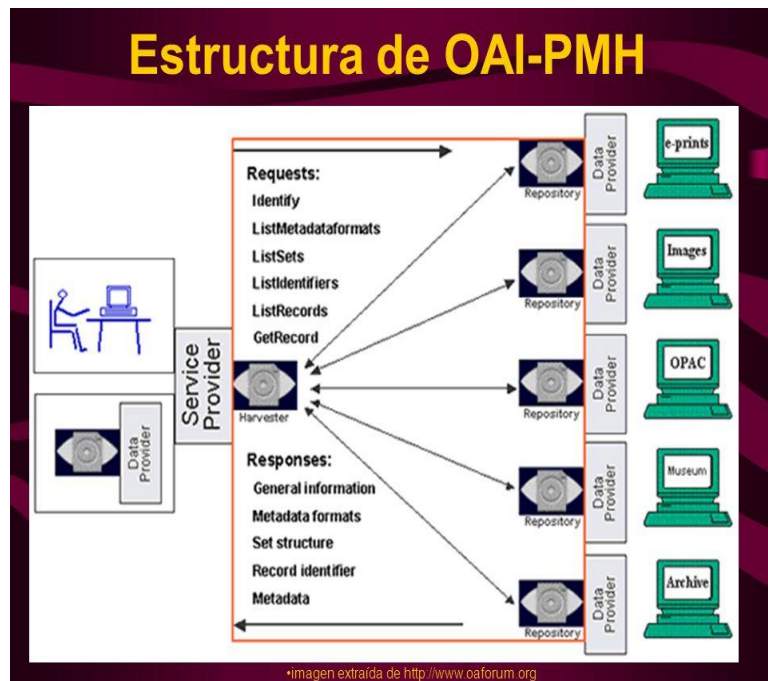 Estructura de OAI-PMH
Requests:
Identify
ListMetadataformats
ListSets
ListIdentifiers
ListRecords
GetRecord
Service
Provider
Data
Provider
Harvester
Responses:
General information
Metadata formats
Set structure
Record identifier
Metadata
Repository
Data
Provider
e-prints
Repository
Data
Provider
Images
Repository
Data
Provider
OPAC
Repository
Data
Provider
Museum
Repository
Data
Provider
Archive
•imagen extraída de http://www.oaforum.org